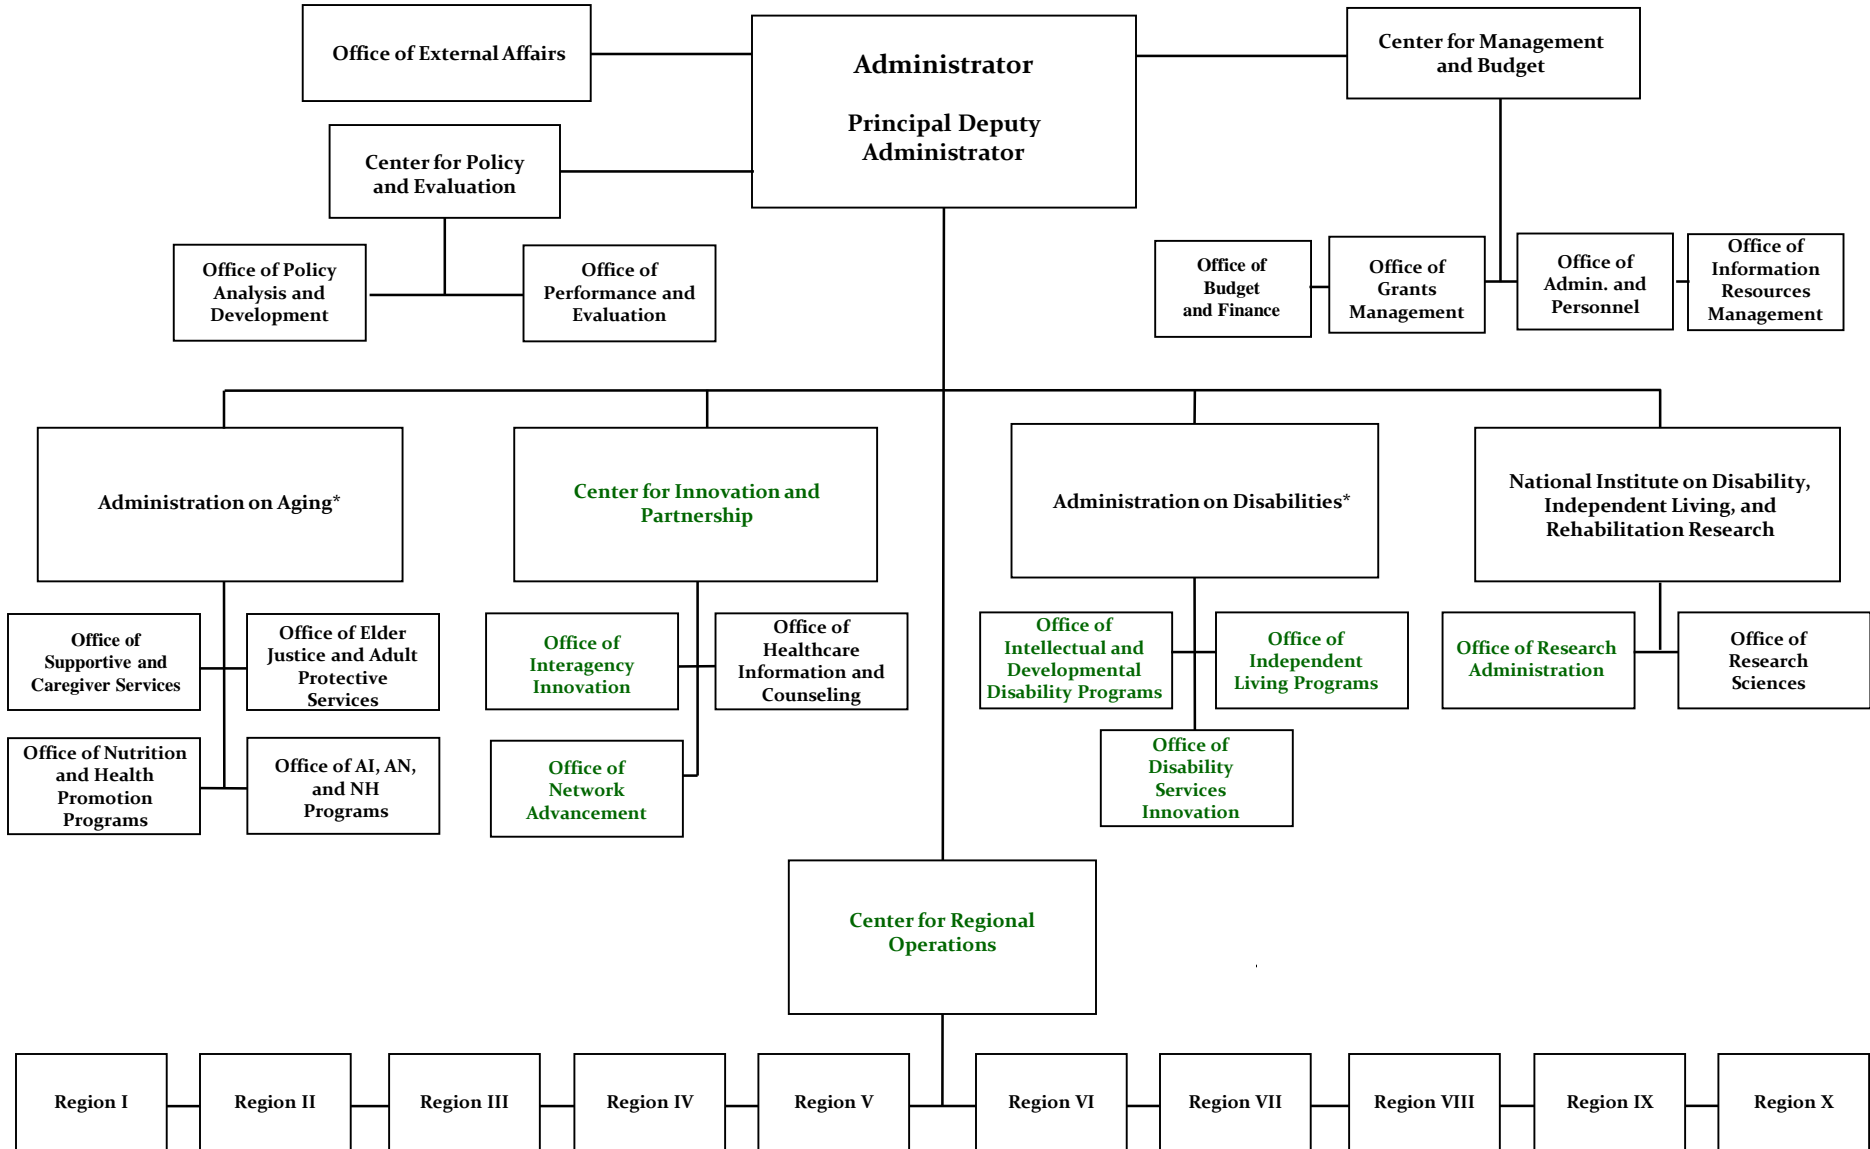 Office of External Affairs
Administrator
Principal Deputy
Administrator
Center for Management
and Budget
Center for Policy
and Evaluation
Office of Policy
Analysis and
Development
Office of
Performance and
Evaluation
Office of
Budget
and Finance
Office of
Grants
Management
Office of
Admin. and
Personnel
Office of
Information
Resources
Management
Administration on Aging*
Center for Innovation and
Partnership
Administration on Disabilities*
National Institute on Disability,
Independent Living, and
Rehabilitation Research
Office of
Supportive and
Caregiver Services
Office of Elder
Justice and Adult
Protective
Services
Office of Nutrition
and Health
Promotion
Programs
Office of AI, AN,
and NH
Programs
Office of
Interagency
Innovation
Office of
Healthcare
Information and
Counseling
Office of
Network
Advancement
Office of
Intellectual and
Developmental
Disability Programs
Office of
Independent
Living Programs
Office of
Disability
Services
Innovation
Office of Research
Administration
Office of
Research
Sciences
Center for Regional
Operations
Region I
Region II
Region III
Region IV
Region V
Region VI
Region VII
Region VIII
Region IX
Region X